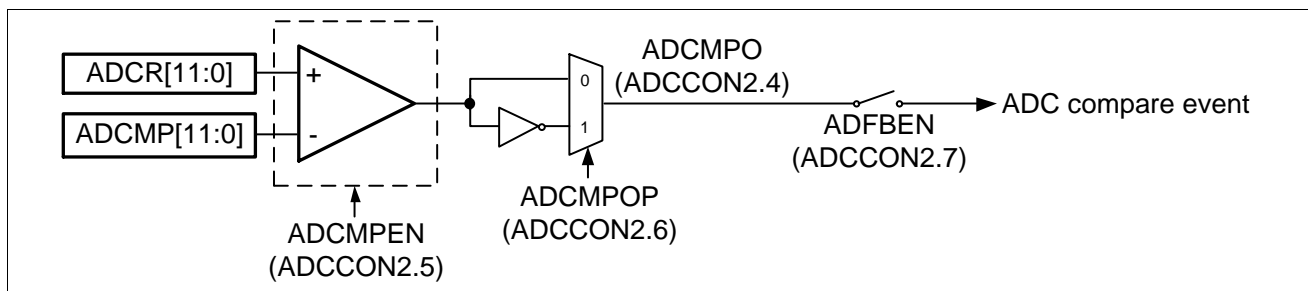 ADCR[11:0]
+
ADCMP[11:0]
-
ADCMPEN
(ADCCON2.5)
0
1
ADCMPOP
(ADCCON2.6)
ADCMPO
(ADCCON2.4)
ADFBEN
(ADCCON2.7)
ADC compare event